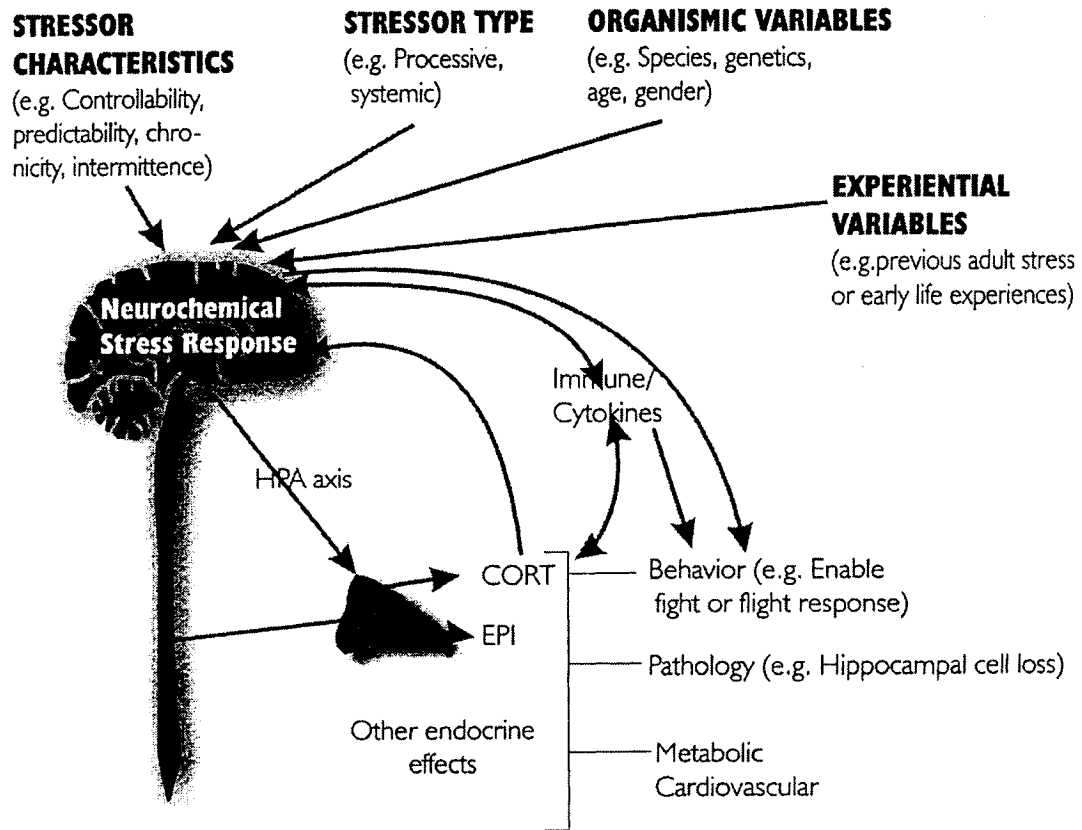 STRESSOR
CHARACTERISTICS
(e.g. Controllability,
predictability, chro-
nicity, intermittence)
STRESSOR TYPE
(e.g. Processive,
systemic)
ORGANISMIC VARIABLES
(e.g. Species, genetics,
age, gender)
EXPERIENTIAL
VARIABLES
(e.g.previous adult stress
or early life experiences)
Neurochemical
Stress Response
Immune/
Cytokines
HPA axis
CORT
EPI
Other endocrine
effects
Behavior (e.g. Enable
fight or flight response)
Pathology (e.g. Hippocampal cell loss)
Metabolic
Cardiovascular